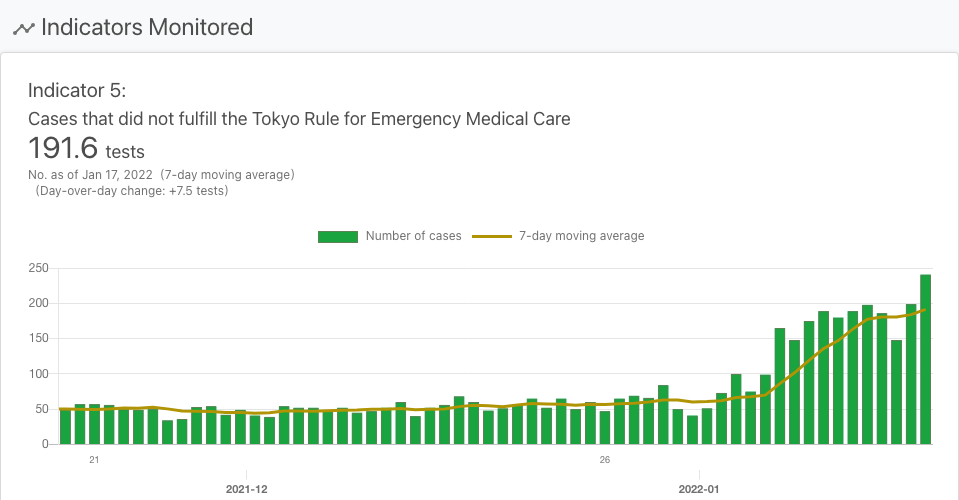 Indicators Monitored
Indicator 5:
Cases that did not fulfill the Tokyo Rule for Emergency Medical Care
191.6 tests
No. as of Jan 17, 2022 (7-day moving average)
(Day-over-day change: +7.5 tests)
Number of cases 7-day moving average
250
200
150
100
50
0
21 26
2021-12 2022-01